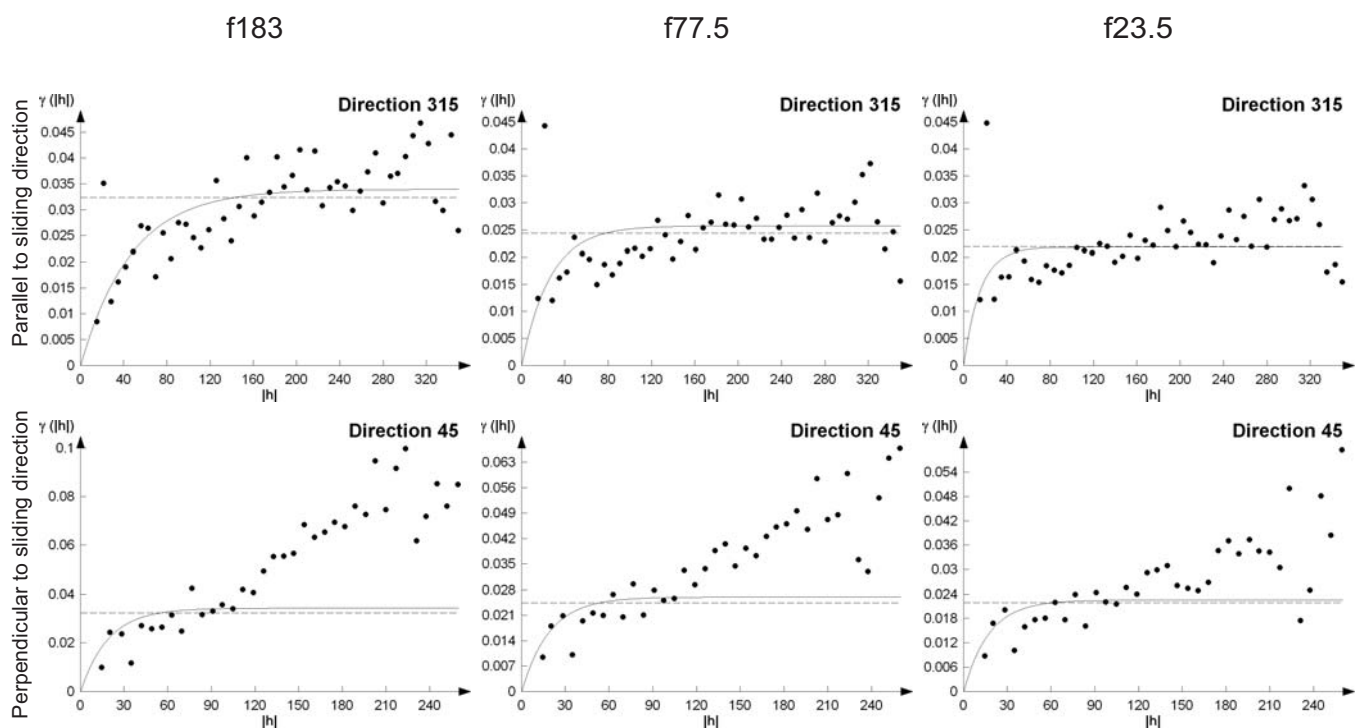 f183
f77.5
f23.5
Parallel to sliding direction
γ (|h|)
Direction 315
0.045
0.04
0.035
0.03
0.025
0.02
0.015
0.01
0.005
0
0 40 80 120 160 200 240 280 320
|h|
γ (|h|)
Direction 315
0.045
0.04
0.035
0.03
0.025
0.02
0.015
0.01
0.005
0
0 40 80 120 160 200 240 280 320
|h|
γ (|h|)
Direction 315
0.045
0.04
0.035
0.03
0.025
0.02
0.015
0.01
0.005
0
0 40 80 120 160 200 240 280 320
|h|
Perpendicular to sliding direction
γ (|h|)
Direction 45
0.1
0.08
0.06
0.04
0.02
0
0 30 60 90 120 150 180 210 240
|h|
γ (|h|)
Direction 45
0.063
0.056
0.049
0.042
0.035
0.028
0.021
0.014
0.007
0
0 30 60 90 120 150 180 210 240
|h|
γ (|h|)
Direction 45
0.054
0.048
0.042
0.036
0.03
0.024
0.018
0.012
0.006
0
0 30 60 90 120 150 180 210 240
|h|